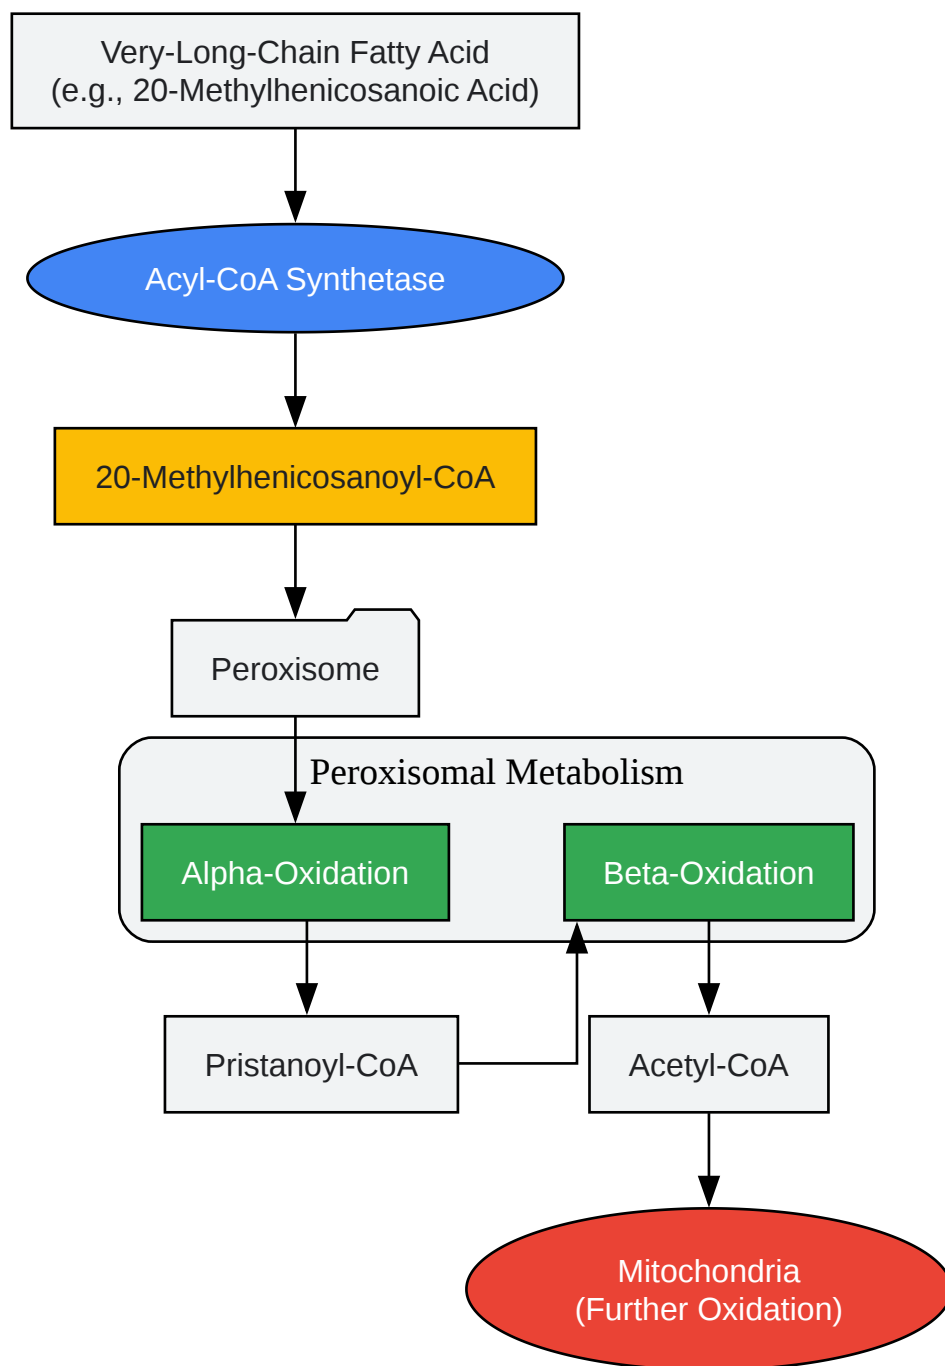 Very-Long-Chain Fatty Acid
(e.g., 20-Methylhenicosanoic Acid)
Acyl-CoA Synthetase
20-Methylhenicosanoyl-CoA
Peroxisome
Peroxisomal Metabolism
Alpha-Oxidation
Beta-Oxidation
Pristanoyl-CoA
Acetyl-CoA
Mitochondria
(Further Oxidation)